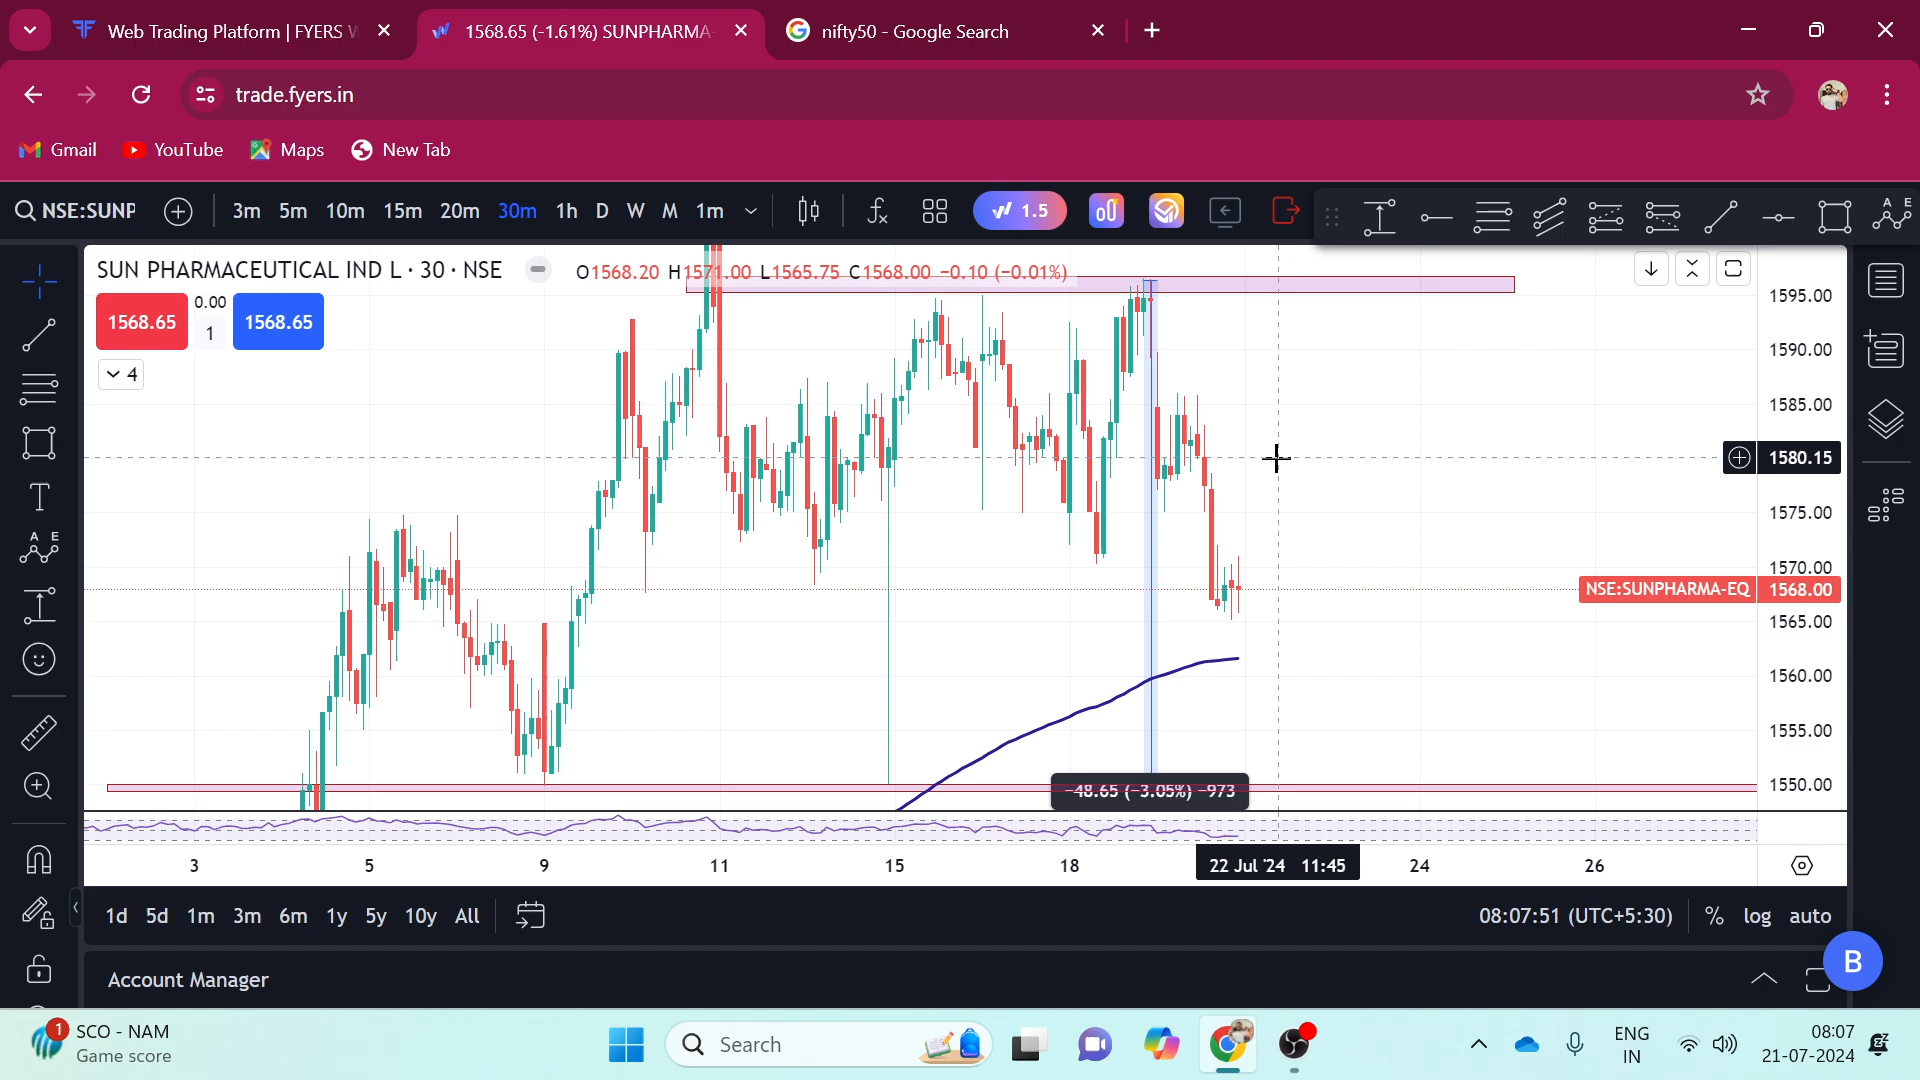 Web Trading Platform | FYERS W
1568.65 (-1.61%) SUNPHARMA-
nifty50 - Google Search
trade.fyers.in
Gmail
YouTube
Maps
New Tab
NSE:SUNP
3m 5m 10m 15m 20m 30m 1h D W M 1m
1.5
A E
SUN PHARMACEUTICAL IND L · 30 · NSE
O1568.20 H1571.00 L1565.75 C1568.00 −0.10 (−0.01%)
1568.65
0.00
1
1568.65
4
1595.00
1590.00
1585.00
1580.15
1575.00
1570.00
NSE:SUNPHARMA-EQ 1568.00
1565.00
1560.00
1555.00
1550.00
−48.65 (−3.05%) −973
T
A E
3 5 9 11 15 18 22 Jul '24 11:45 24 26
1d 5d 1m 3m 6m 1y 5y 10y All
08:07:51 (UTC+5:30)
% log auto
Account Manager
B
1
SCO - NAM
Game score
Search
ENG
IN
08:07
21-07-2024